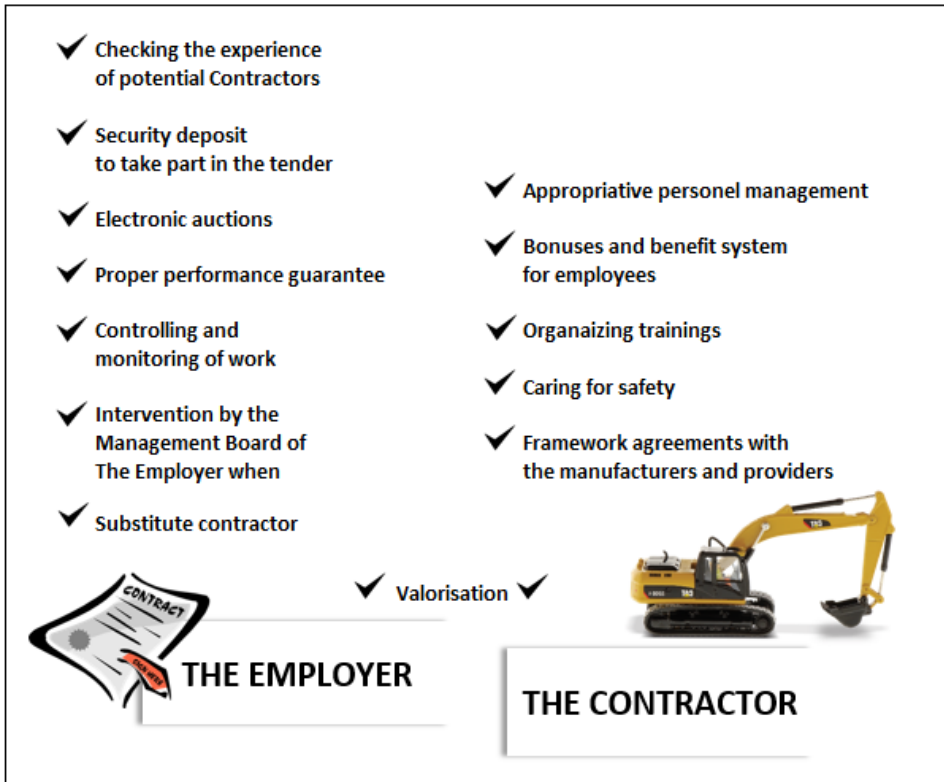 Checking the experience
of potential Contractors
Security deposit
to take part in the tender
Electronic auctions
Proper performance guarantee
Controlling and
monitoring of work
Intervention by the
Management Board of
The Employer when
Substitute contractor
Appropriative personel management
Bonuses and benefit system
for employees
Organaizing trainings
Caring for safety
Framework agreements with
the manufacturers and providers
Valorisation
CONTRACT
THE EMPLOYER
THE CONTRACTOR